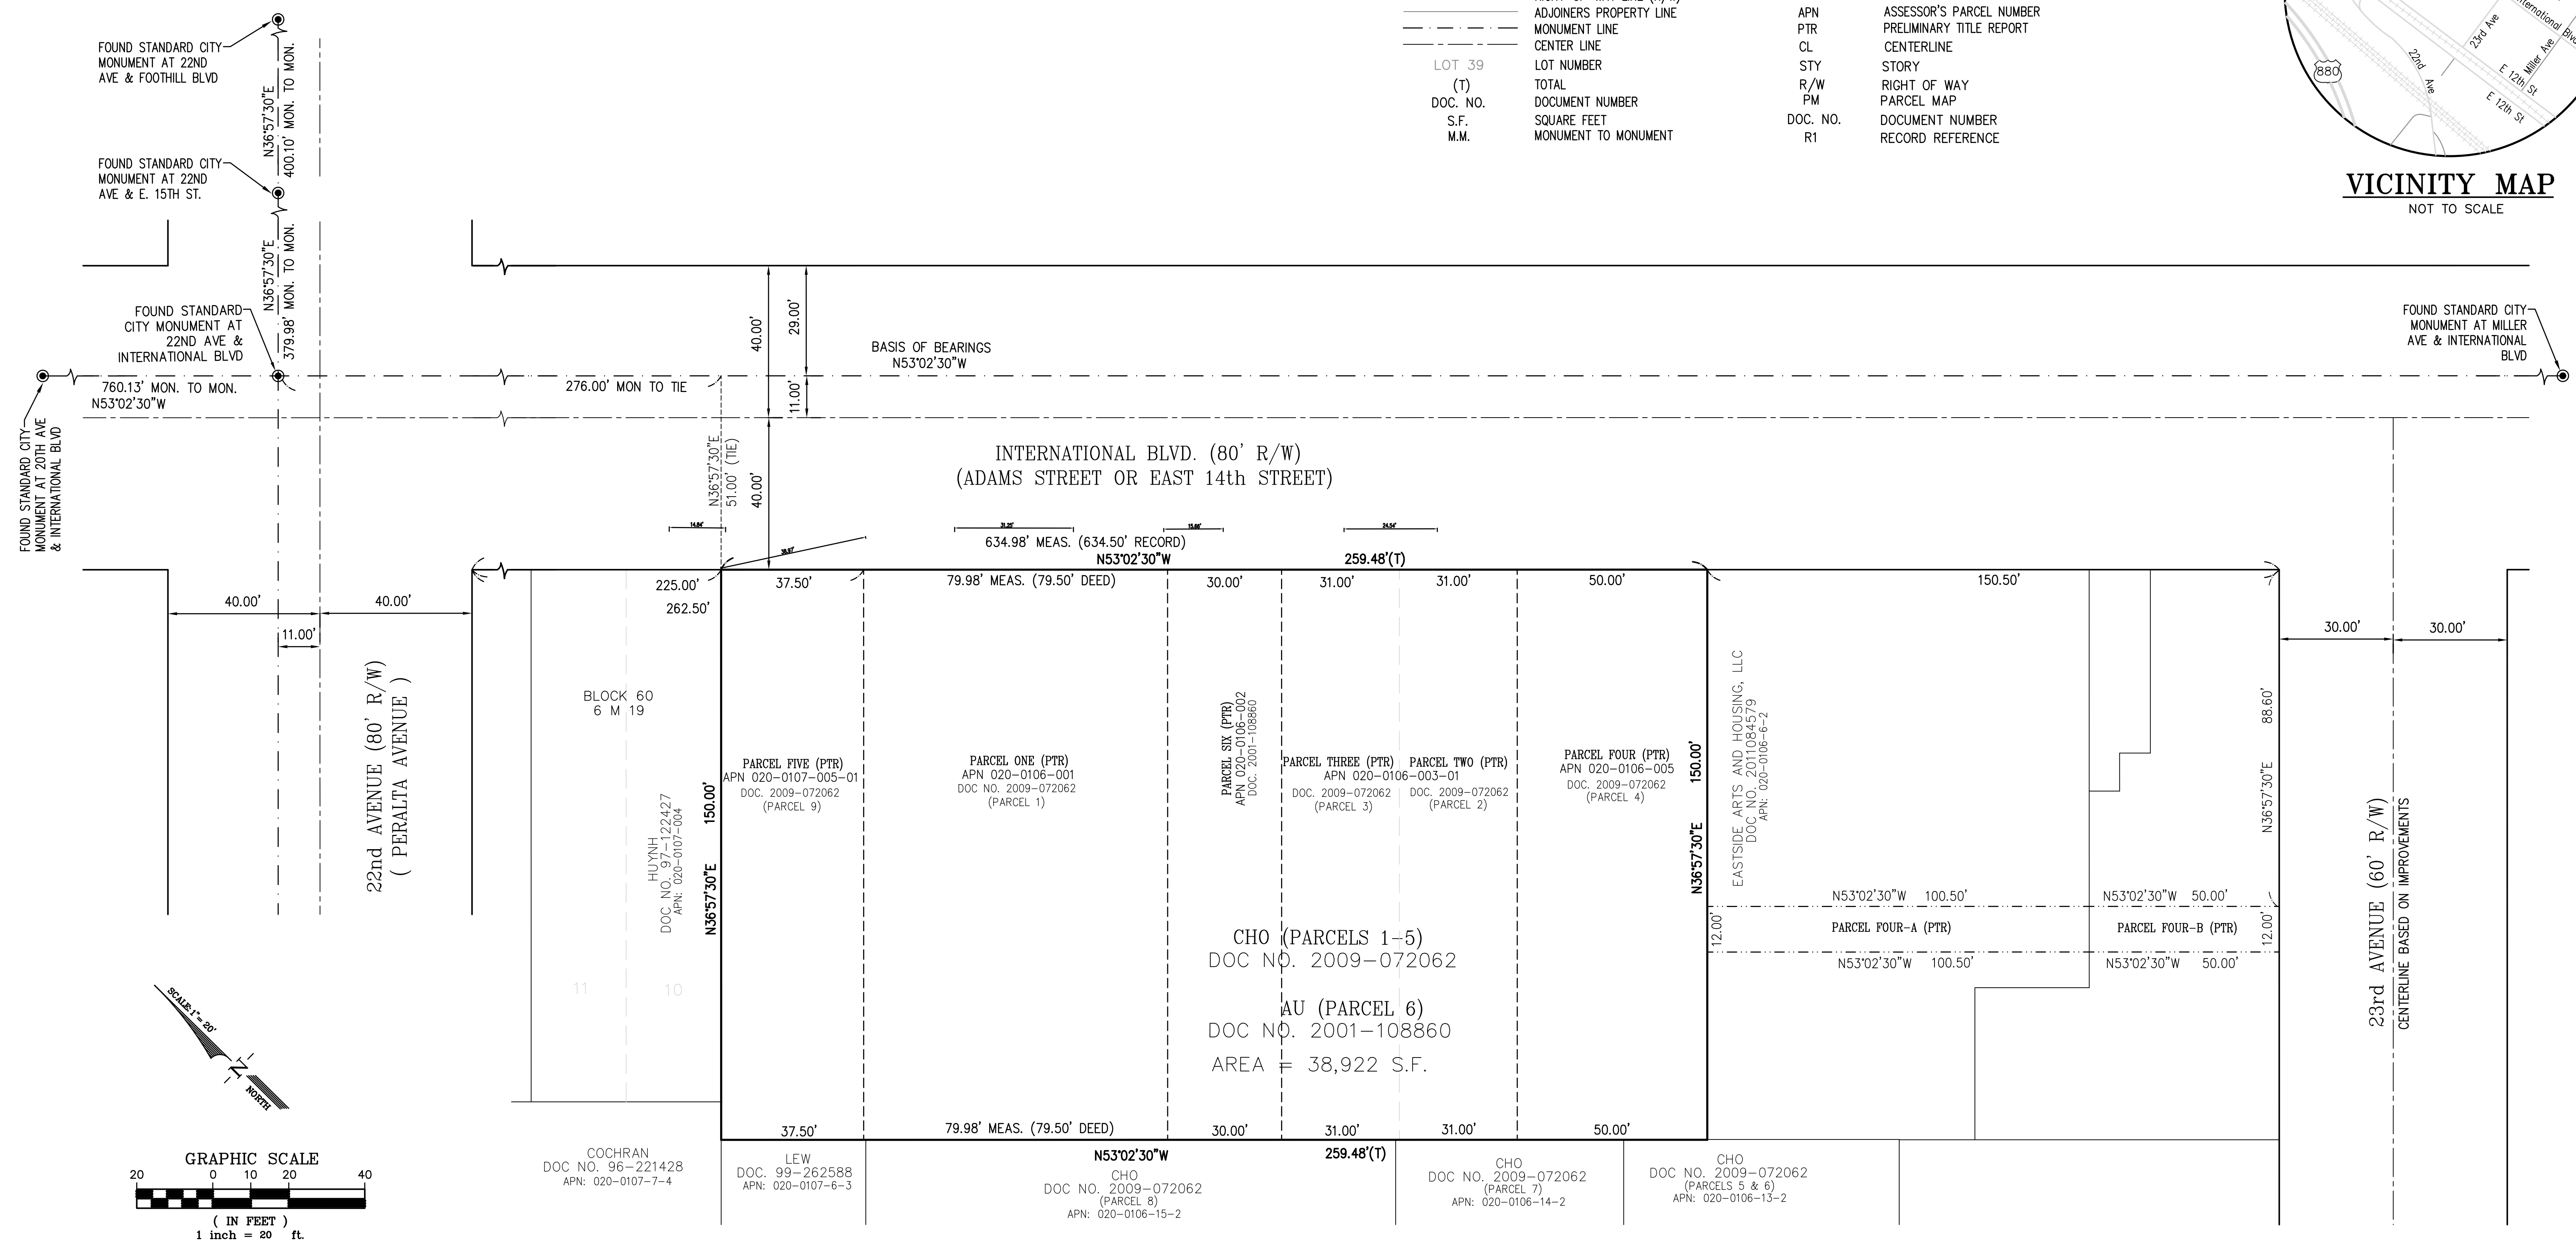 ADJOINERS PROPERTY LINE
MONUMENT LINE
CENTER LINE
LOT 39 LOT NUMBER
(T) TOTAL
DOC. NO. DOCUMENT NUMBER
S.F. SQUARE FEET
M.M. MONUMENT TO MONUMENT
APN ASSESSOR'S PARCEL NUMBER
PTR PRELIMINARY TITLE REPORT
CL CENTERLINE
STY STORY
R/W RIGHT OF WAY
PM PARCEL MAP
DOC. NO. DOCUMENT NUMBER
R1 RECORD REFERENCE
23rd Ave
Miller Ave
22nd Ave
E 12th St
E 12th St
880
VICINITY MAP
NOT TO SCALE
FOUND STANDARD CITY
MONUMENT AT 22ND
AVE & FOOTHILL BLVD
N36°57'30"E
400.10' MON. TO MON.
FOUND STANDARD CITY
MONUMENT AT 22ND
AVE & E. 15TH ST.
N36°57'30"E
379.98' MON. TO MON.
FOUND STANDARD
CITY MONUMENT AT
22ND AVE &
INTERNATIONAL BLVD
760.13' MON. TO MON.
N53°02'30"W
FOUND STANDARD CITY
MONUMENT AT 20TH AVE
& INTERNATIONAL BLVD
276.00' MON TO TIE
40.00'
29.00'
11.00'
40.00'
BASIS OF BEARINGS
N53°02'30"W
FOUND STANDARD CITY
MONUMENT AT MILLER
AVE & INTERNATIONAL
BLVD
N36°57'30"E
51.00' (TIE)
INTERNATIONAL BLVD. (80' R/W)
(ADAMS STREET OR EAST 14th STREET)
14.84'
31.25'
15.66'
24.54'
634.98' MEAS. (634.50' RECORD)
N53°02'30"W 259.48'(T)
225.00'
262.50'
37.50'
79.98' MEAS. (79.50' DEED)
30.00'
31.00'
31.00'
50.00'
150.50'
40.00'
40.00'
11.00'
30.00'
30.00'
22nd AVENUE (80' R/W)
( PERALTA AVENUE )
BLOCK 60
6 M 19
HUYNH
DOC NO. 97-122427
APN: 020-0107-004
N36°57'30"E 150.00'
11
10
PARCEL FIVE (PTR)
APN 020-0107-005-01
DOC. 2009-072062
(PARCEL 9)
PARCEL ONE (PTR)
APN 020-0106-001
DOC NO. 2009-072062
(PARCEL 1)
PARCEL SIX (PTR)
APN 020-0106-002
DOC. 2001-108860
PARCEL THREE (PTR) PARCEL TWO (PTR)
APN 020-0106-003-01
DOC. 2009-072062
(PARCEL 3)
DOC. 2009-072062
(PARCEL 2)
PARCEL FOUR (PTR)
APN 020-0106-005
DOC. 2009-072062
(PARCEL 4)
N36°57'30"E 150.00'
EASTSIDE ARTS AND HOUSING, LLC
DOC NO. 2011084579
APN: 020-0106-6-2
88.60'
N36°57'30"E
12.00'
N53°02'30"W 100.50'
N53°02'30"W 50.00'
PARCEL FOUR-A (PTR)
PARCEL FOUR-B (PTR)
12.00'
N53°02'30"W 100.50'
N53°02'30"W 50.00'
23rd AVENUE (60' R/W)
CENTERLINE BASED ON IMPROVEMENTS
CHO (PARCELS 1-5)
DOC NO. 2009-072062
AU (PARCEL 6)
DOC NO. 2001-108860
AREA = 38,922 S.F.
37.50'
79.98' MEAS. (79.50' DEED)
30.00'
31.00'
31.00'
50.00'
N53°02'30"W 259.48'(T)
COCHRAN
DOC NO. 96-221428
APN: 020-0107-7-4
LEW
DOC. 99-262588
APN: 020-0107-6-3
CHO
DOC NO. 2009-072062
(PARCEL 8)
APN: 020-0106-15-2
CHO
DOC NO. 2009-072062
(PARCEL 7)
APN: 020-0106-14-2
CHO
DOC NO. 2009-072062
(PARCELS 5 & 6)
APN: 020-0106-13-2
SCALE:1"= 20'
N
NORTH
GRAPHIC SCALE
20 0 10 20 40
( IN FEET )
1 inch = 20 ft.